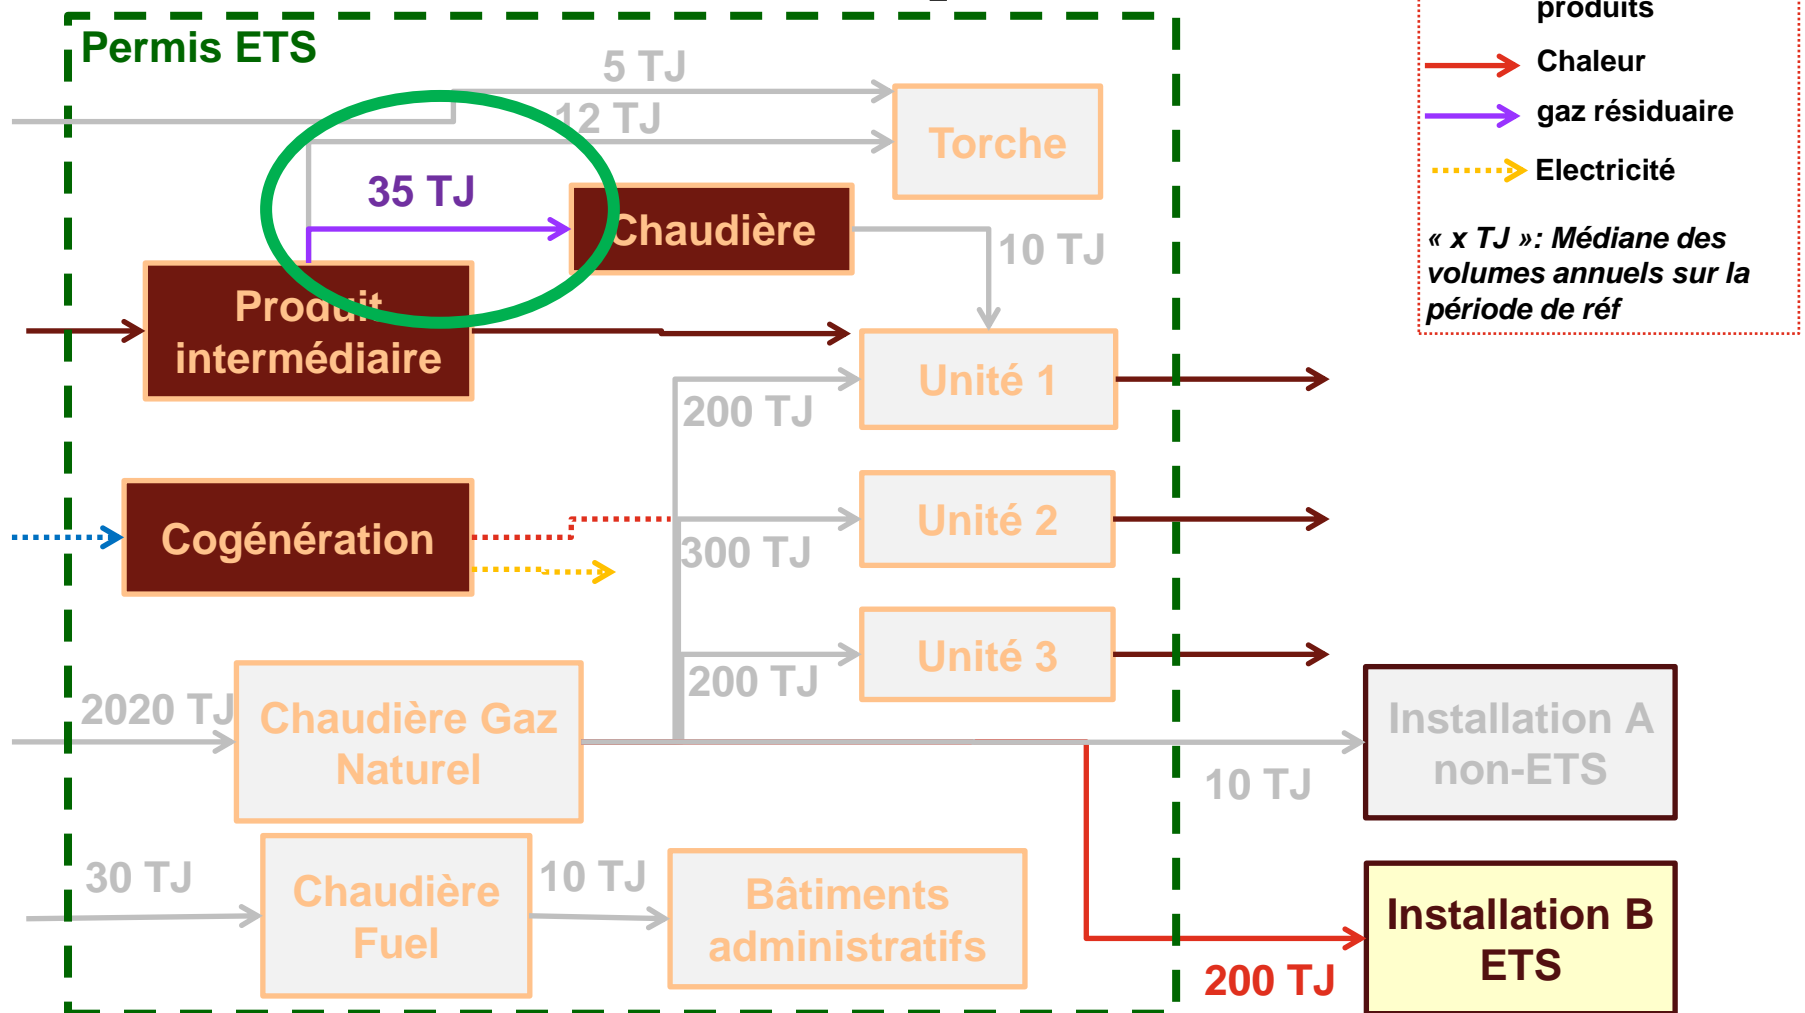 Permis ETS
5 TJ
12 TJ
Torche
35 TJ
Chaudière
10 TJ
Produit
intermédiaire
Unité 1
200 TJ
Cogénération
Unité 2
300 TJ
Unité 3
200 TJ
2020 TJ
Chaudière Gaz
Naturel
10 TJ
Installation A
non-ETS
30 TJ
Chaudière
Fuel
10 TJ
Bâtiments
administratifs
200 TJ
Installation B
ETS
produits
Chaleur
gaz résiduaire
Electricité
« x TJ »: Médiane des
volumes annuels sur la
période de réf